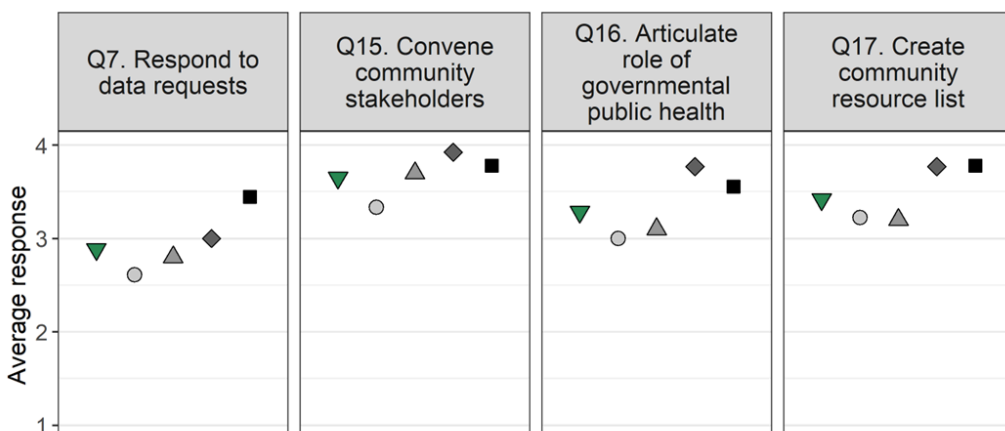 Q7. Respond to
data requests
Q15. Convene
community
stakeholders
Q16. Articulate
role of
governmental
public health
Q17. Create
community
resource list
Average response
4
3
2
1